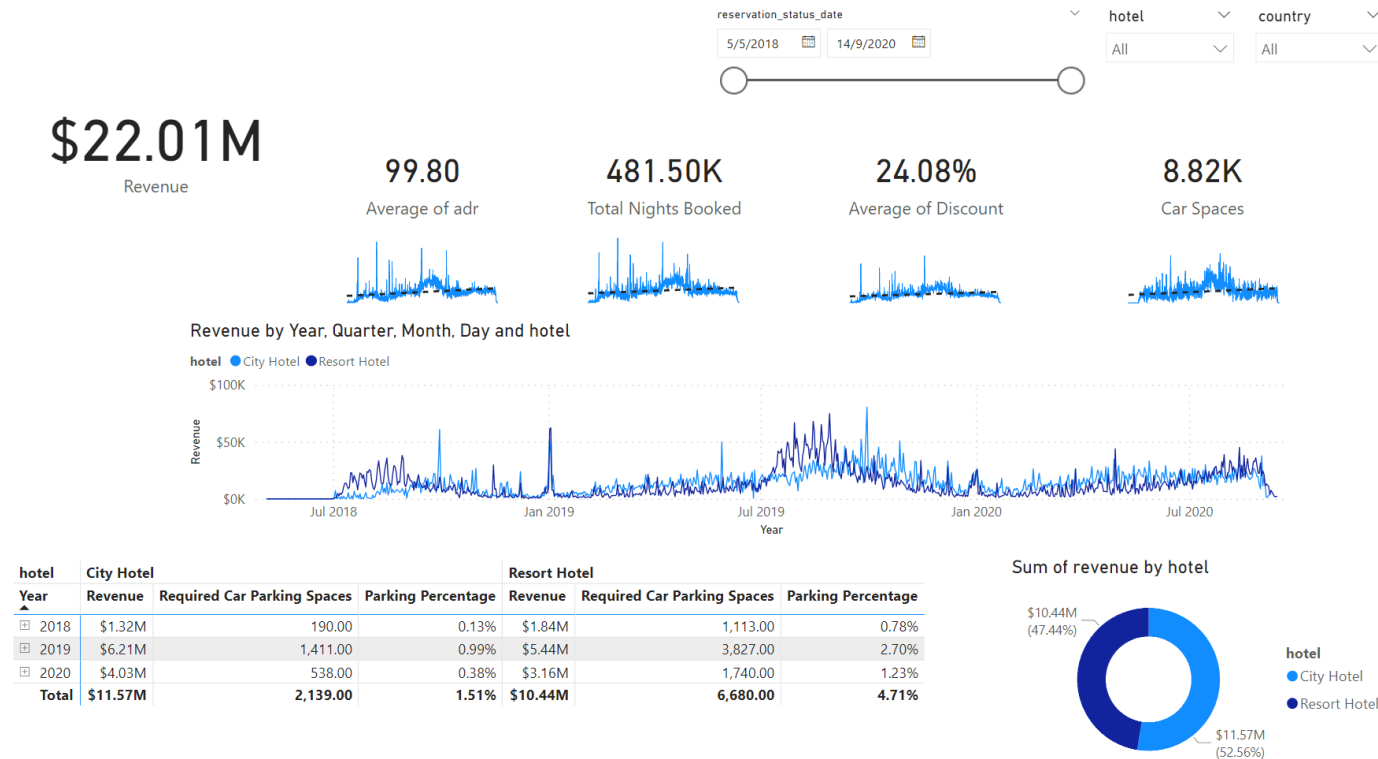 reservation_status_date
5/5/2018 14/9/2020
hotel
All
country
All
$22.01M
Revenue
99.80
Average of adr
481.50K
Total Nights Booked
24.08%
Average of Discount
8.82K
Car Spaces
Revenue by Year, Quarter, Month, Day and hotel
hotel City Hotel Resort Hotel
$100K
$50K
$0K
Revenue
Jul 2018 Jan 2019 Jul 2019 Jan 2020 Jul 2020
Year
hotel City Hotel Resort Hotel
Year Revenue Required Car Parking Spaces Parking Percentage Revenue Required Car Parking Spaces Parking Percentage
2018 $1.32M 190.00 0.13% $1.84M 1,113.00 0.78%
2019 $6.21M 1,411.00 0.99% $5.44M 3,827.00 2.70%
2020 $4.03M 538.00 0.38% $3.16M 1,740.00 1.23%
Total $11.57M 2,139.00 1.51% $10.44M 6,680.00 4.71%
Sum of revenue by hotel
$10.44M
(47.44%)
hotel
City Hotel
Resort Hotel
$11.57M
(52.56%)